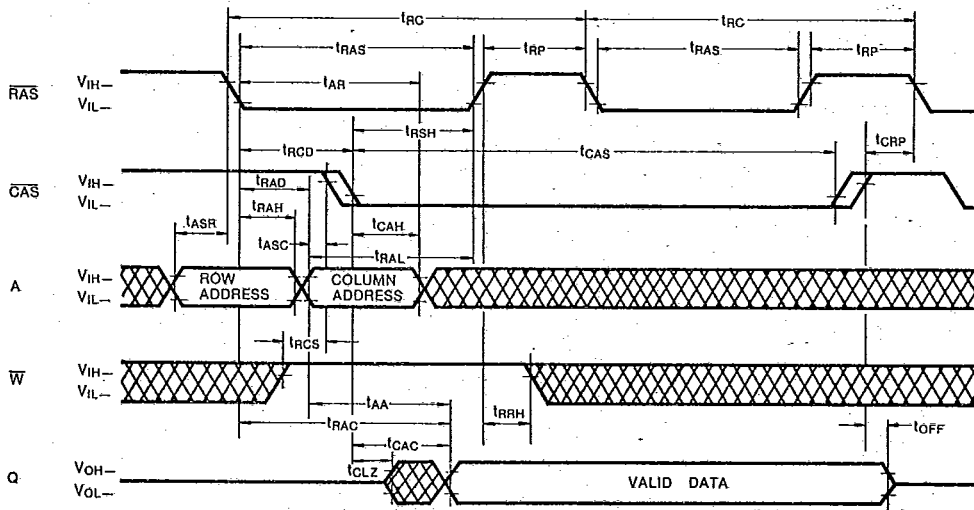 tRC tRC
tRAS tRP tRAS tRP
tAR
RAS VIH
VIL
tRSH
tRCD tCAS tCRP
CAS VIH
VIL
tRAD
tRAH
tASR tASC tCAH
tRAL
A VIH
VIL
ROW ADDRESS
COLUMN ADDRESS
tRCS
W VIH
VIL
tAA
tRAC tRRH tOFF
tCAC
tCLZ
Q VOH
VOL
VALID DATA